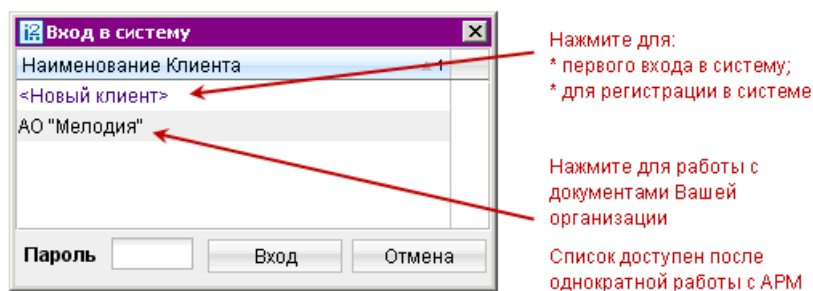 Вход в систему
Наименование Клиента 1
<Новый клиент>
АО "Мелодия"
Пароль Вход Отмена
Нажмите для:
* первого входа в систему;
* для регистрации в системе
Нажмите для работы с
документами Вашей
организации
Список доступен после
однократной работы с АРМ